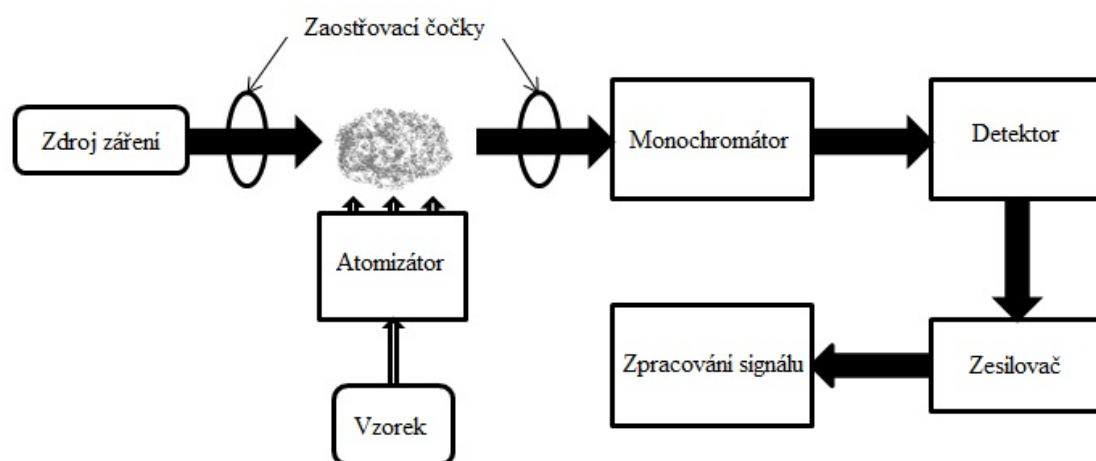 Zaostřovací čočky
Zdroj záření
Monochromátor
Detektor
Atomizátor
Zpracování signálu
Zesilovač
Vzorek